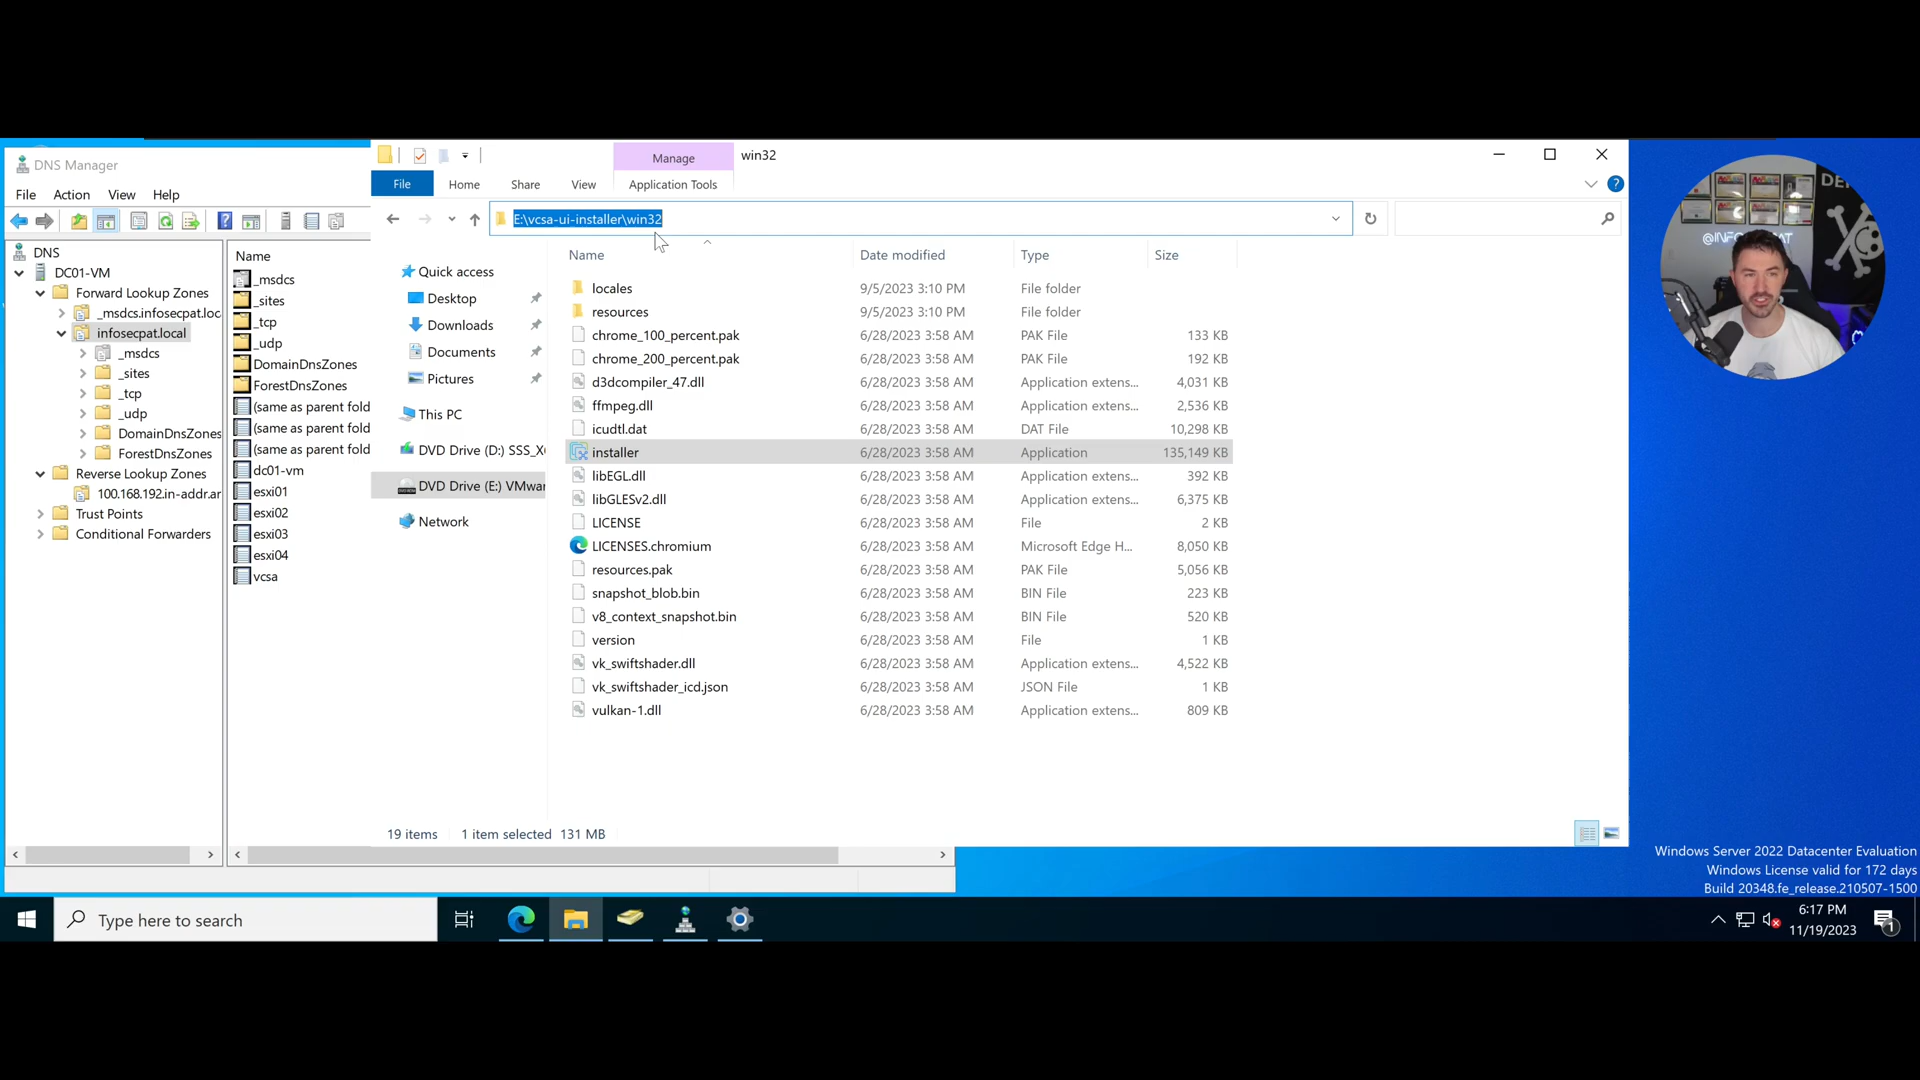 DNS Manager
File Action View Help
DNS
DC01-VM
Forward Lookup Zones
_msdcs.infosecpat.loc
infosecpat.local
_msdcs
_sites
_tcp
_udp
DomainDnsZones
ForestDnsZones
Reverse Lookup Zones
100.168.192.in-addr.ar
Trust Points
Conditional Forwarders
Name
_msdcs
_sites
_tcp
_udp
DomainDnsZones
ForestDnsZones
(same as parent fold
(same as parent fold
(same as parent fold
dc01-vm
esxi01
esxi02
esxi03
esxi04
vcsa
Manage win32
File Home Share View Application Tools
E:\vcsa-ui-installer\win32
Quick access
Desktop
Downloads
Documents
Pictures
This PC
DVD Drive (D:) SSS_X
DVD Drive (E:) VMwar
Network
Name Date modified Type Size
locales 9/5/2023 3:10 PM File folder
resources 9/5/2023 3:10 PM File folder
chrome_100_percent.pak 6/28/2023 3:58 AM PAK File 133 KB
chrome_200_percent.pak 6/28/2023 3:58 AM PAK File 192 KB
d3dcompiler_47.dll 6/28/2023 3:58 AM Application extens... 4,031 KB
ffmpeg.dll 6/28/2023 3:58 AM Application extens... 2,536 KB
icudtl.dat 6/28/2023 3:58 AM DAT File 10,298 KB
installer 6/28/2023 3:58 AM Application 135,149 KB
libEGL.dll 6/28/2023 3:58 AM Application extens... 392 KB
libGLESv2.dll 6/28/2023 3:58 AM Application extens... 6,375 KB
LICENSE 6/28/2023 3:58 AM File 2 KB
LICENSES.chromium 6/28/2023 3:58 AM Microsoft Edge H... 8,050 KB
resources.pak 6/28/2023 3:58 AM PAK File 5,056 KB
snapshot_blob.bin 6/28/2023 3:58 AM BIN File 223 KB
v8_context_snapshot.bin 6/28/2023 3:58 AM BIN File 520 KB
version 6/28/2023 3:58 AM File 1 KB
vk_swiftshader.dll 6/28/2023 3:58 AM Application extens... 4,522 KB
vk_swiftshader_icd.json 6/28/2023 3:58 AM JSON File 1 KB
vulkan-1.dll 6/28/2023 3:58 AM Application extens... 809 KB
19 items 1 item selected 131 MB
Windows Server 2022 Datacenter Evaluation
Windows License valid for 172 days
Build 20348.fe_release.210507-1500
Type here to search
6:17 PM
11/19/2023
1